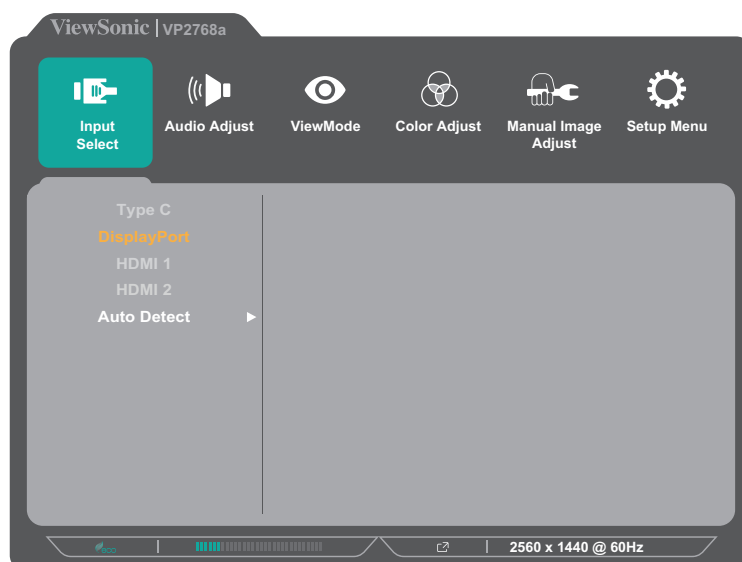 ViewSonic | VP2768a
Input Select
Audio Adjust
ViewMode
Color Adjust
Manual Image Adjust
Setup Menu
Type C
DisplayPort
HDMI 1
HDMI 2
Auto Detect
eco
2560 x 1440 @ 60Hz